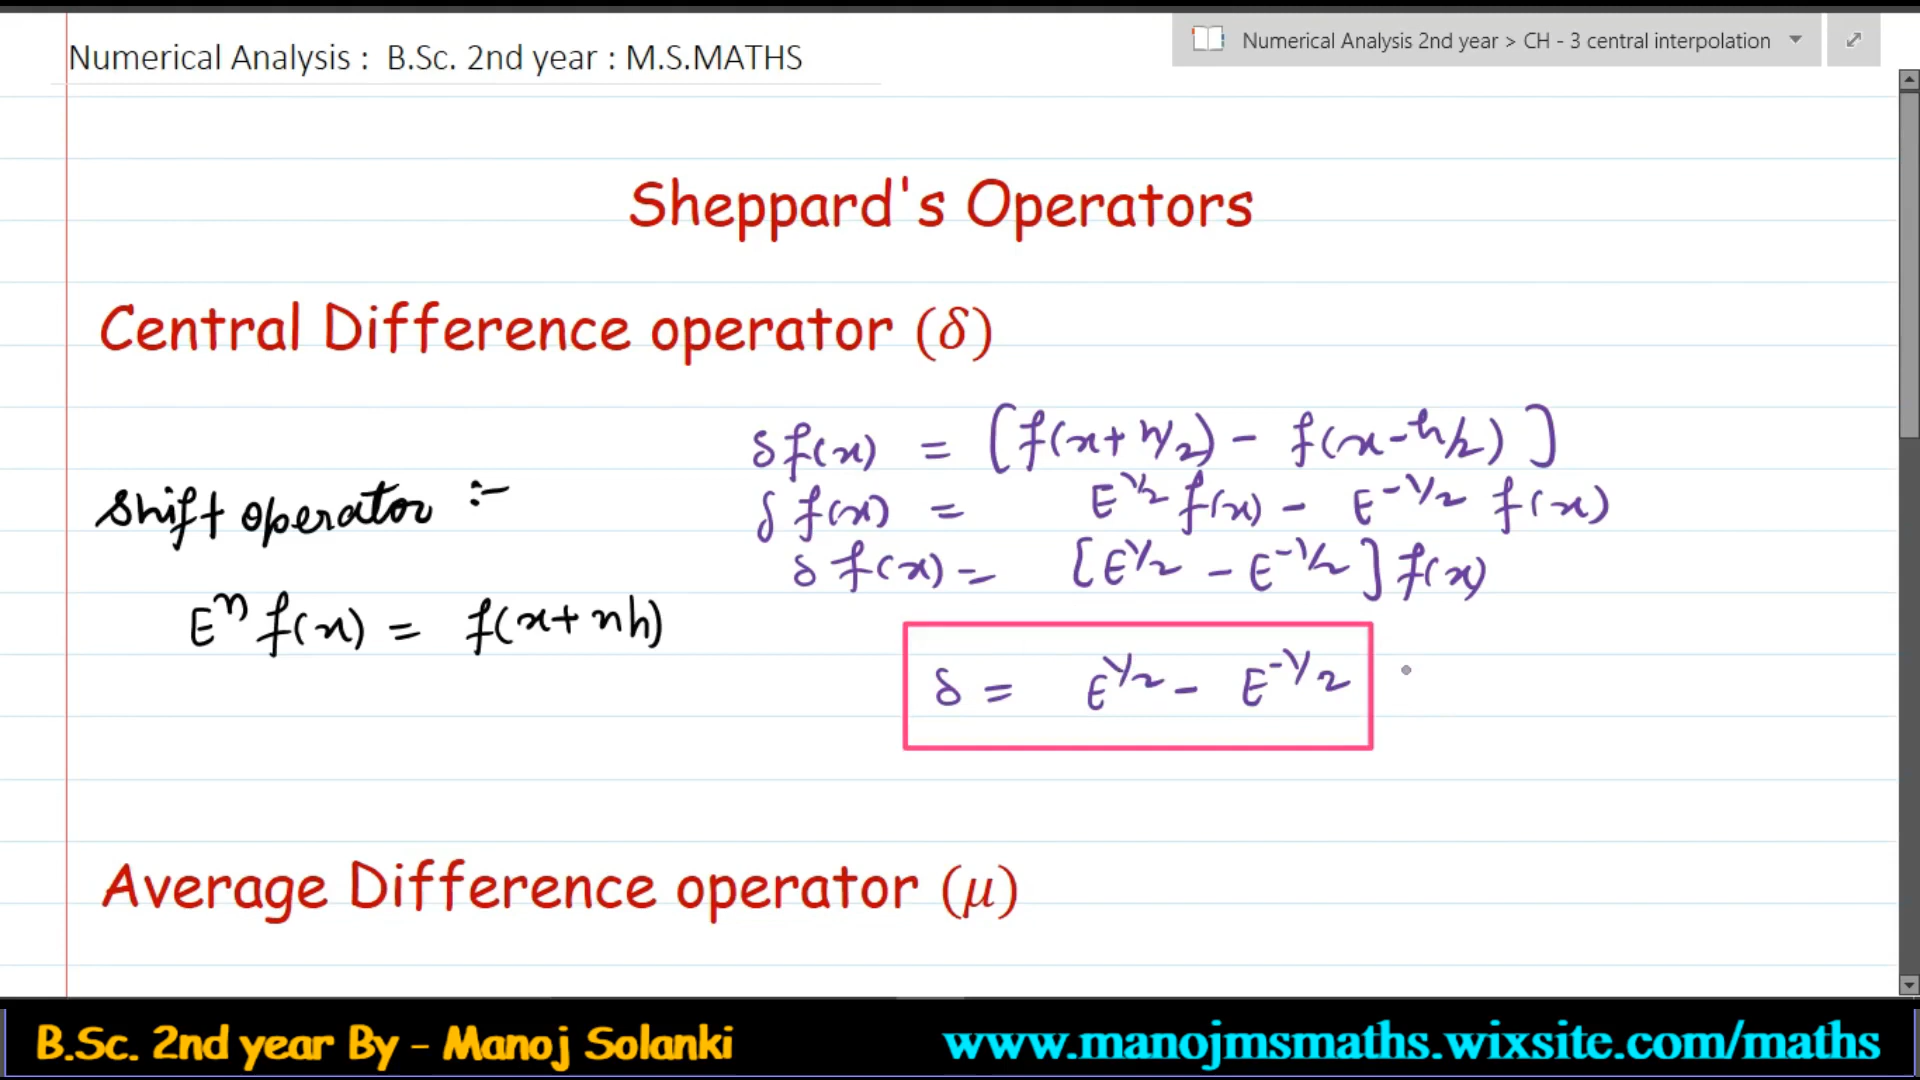 Numerical Analysis : B.Sc. 2nd year : M.S.MATHS
Numerical Analysis 2nd year > CH - 3 central interpolation
Sheppard's Operators
Central Difference operator (δ)
δf(x) = [f(x+h/2) - f(x-h/2)]
Shift operator :-
δ f(x) = E^1/2 f(x) - E^-1/2 f(x)
δ f(x) = [E^1/2 - E^-1/2] f(x)
E^n f(x) = f(x+nh)
δ = E^1/2 - E^-1/2
Average Difference operator (μ)
B.Sc. 2nd year By - Manoj Solanki
www.manojmsmaths.wixsite.com/maths